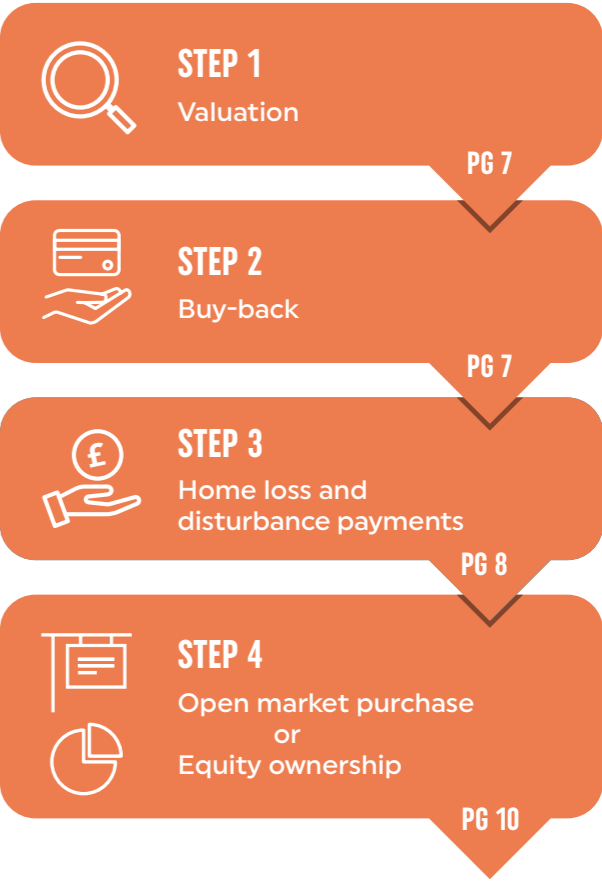 STEP 1
Valuation
PG 7
STEP 2
Buy-back
PG 7
£
STEP 3
Home loss and
disturbance payments
PG 8
STEP 4
Open market purchase
or
Equity ownership
PG 10